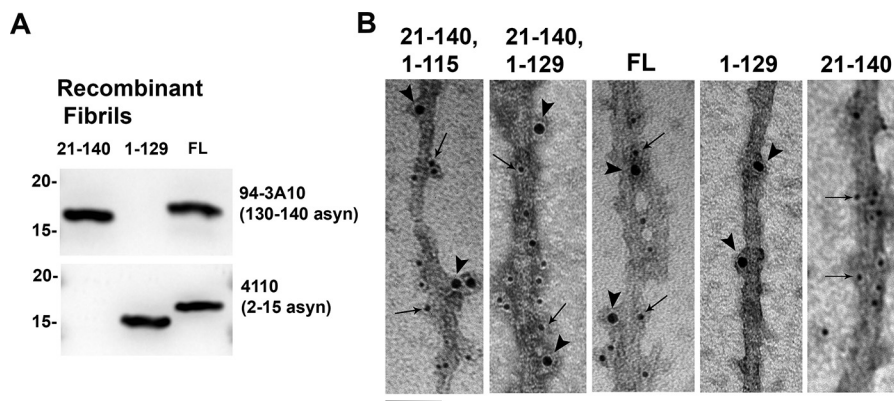 A
Recombinant
Fibrils
21-140 1-129 FL
20-
15-
94-3A10
(130-140 asyn)
15-
4110
(2-15 asyn)
B
21-140,
1-115
21-140,
1-129
FL
1-129
21-140